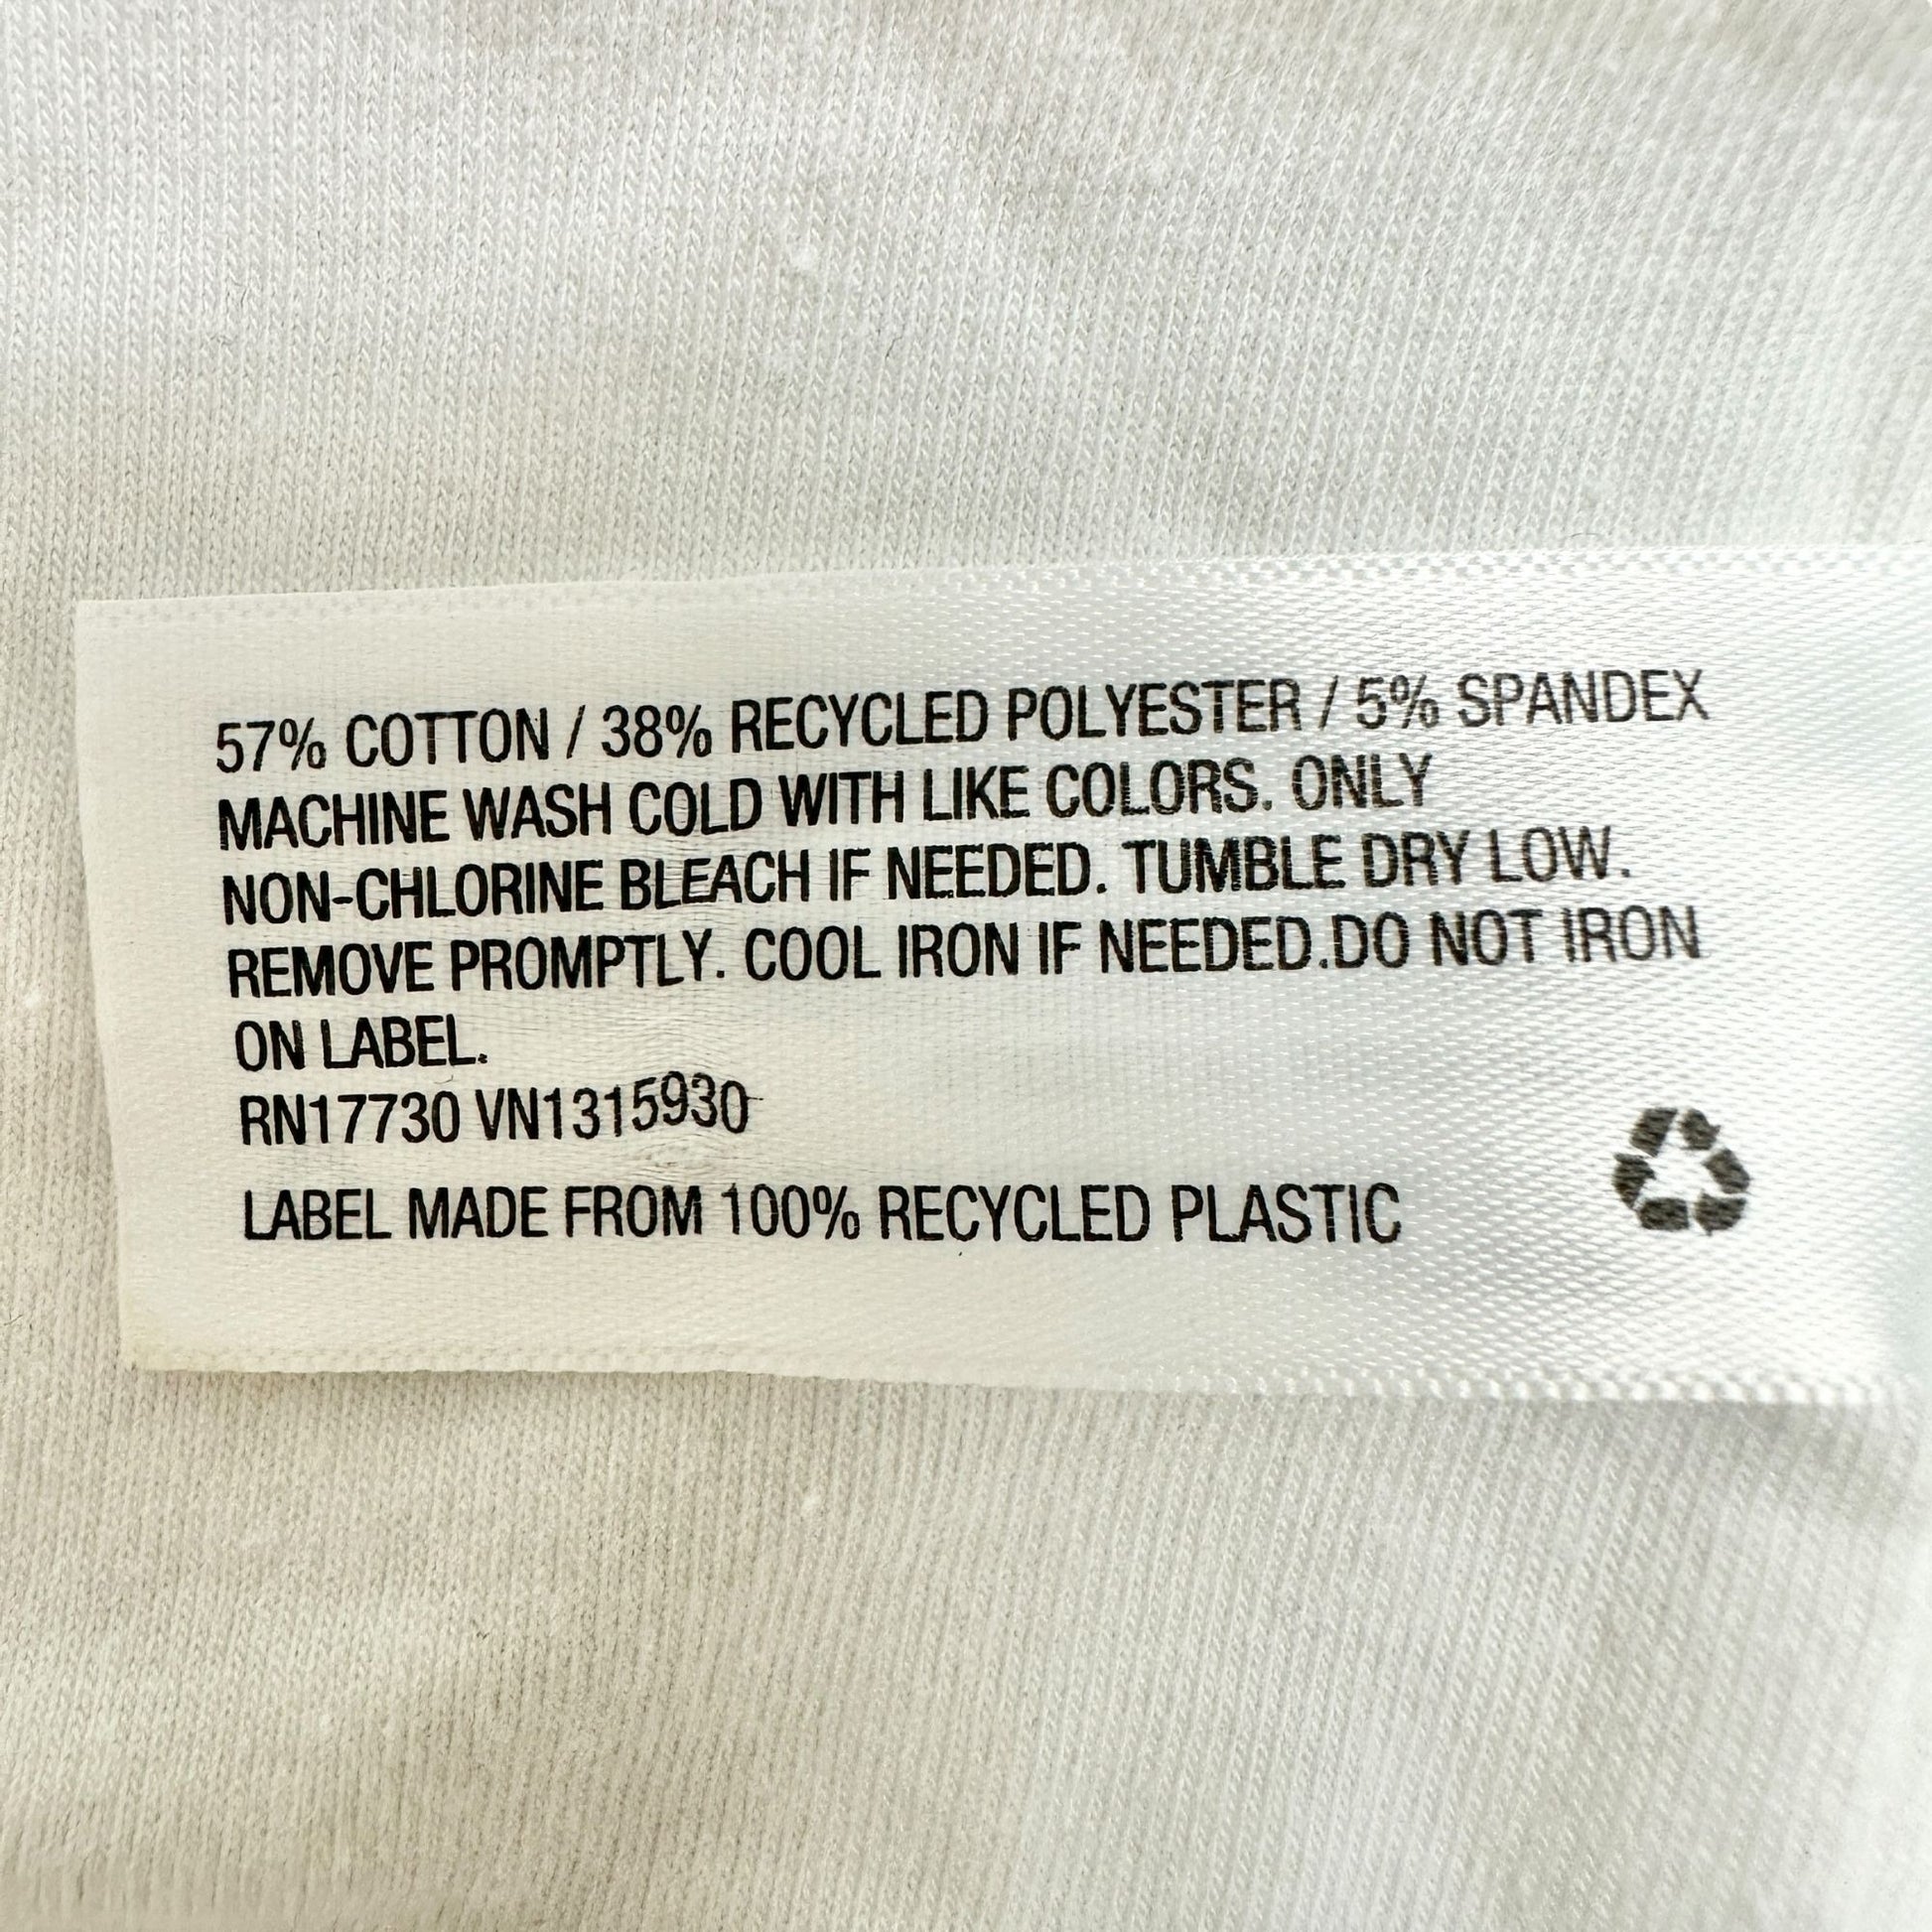 57% COTTON / 38% RECYCLED POLYESTER / 5% SPANDEX
MACHINE WASH COLD WITH LIKE COLORS. ONLY
NON-CHLORINE BLEACH IF NEEDED. TUMBLE DRY LOW.
REMOVE PROMPTLY. COOL IRON IF NEEDED.DO NOT IRON
ON LABEL.
RN17730 VN1315930
LABEL MADE FROM 100% RECYCLED PLASTIC